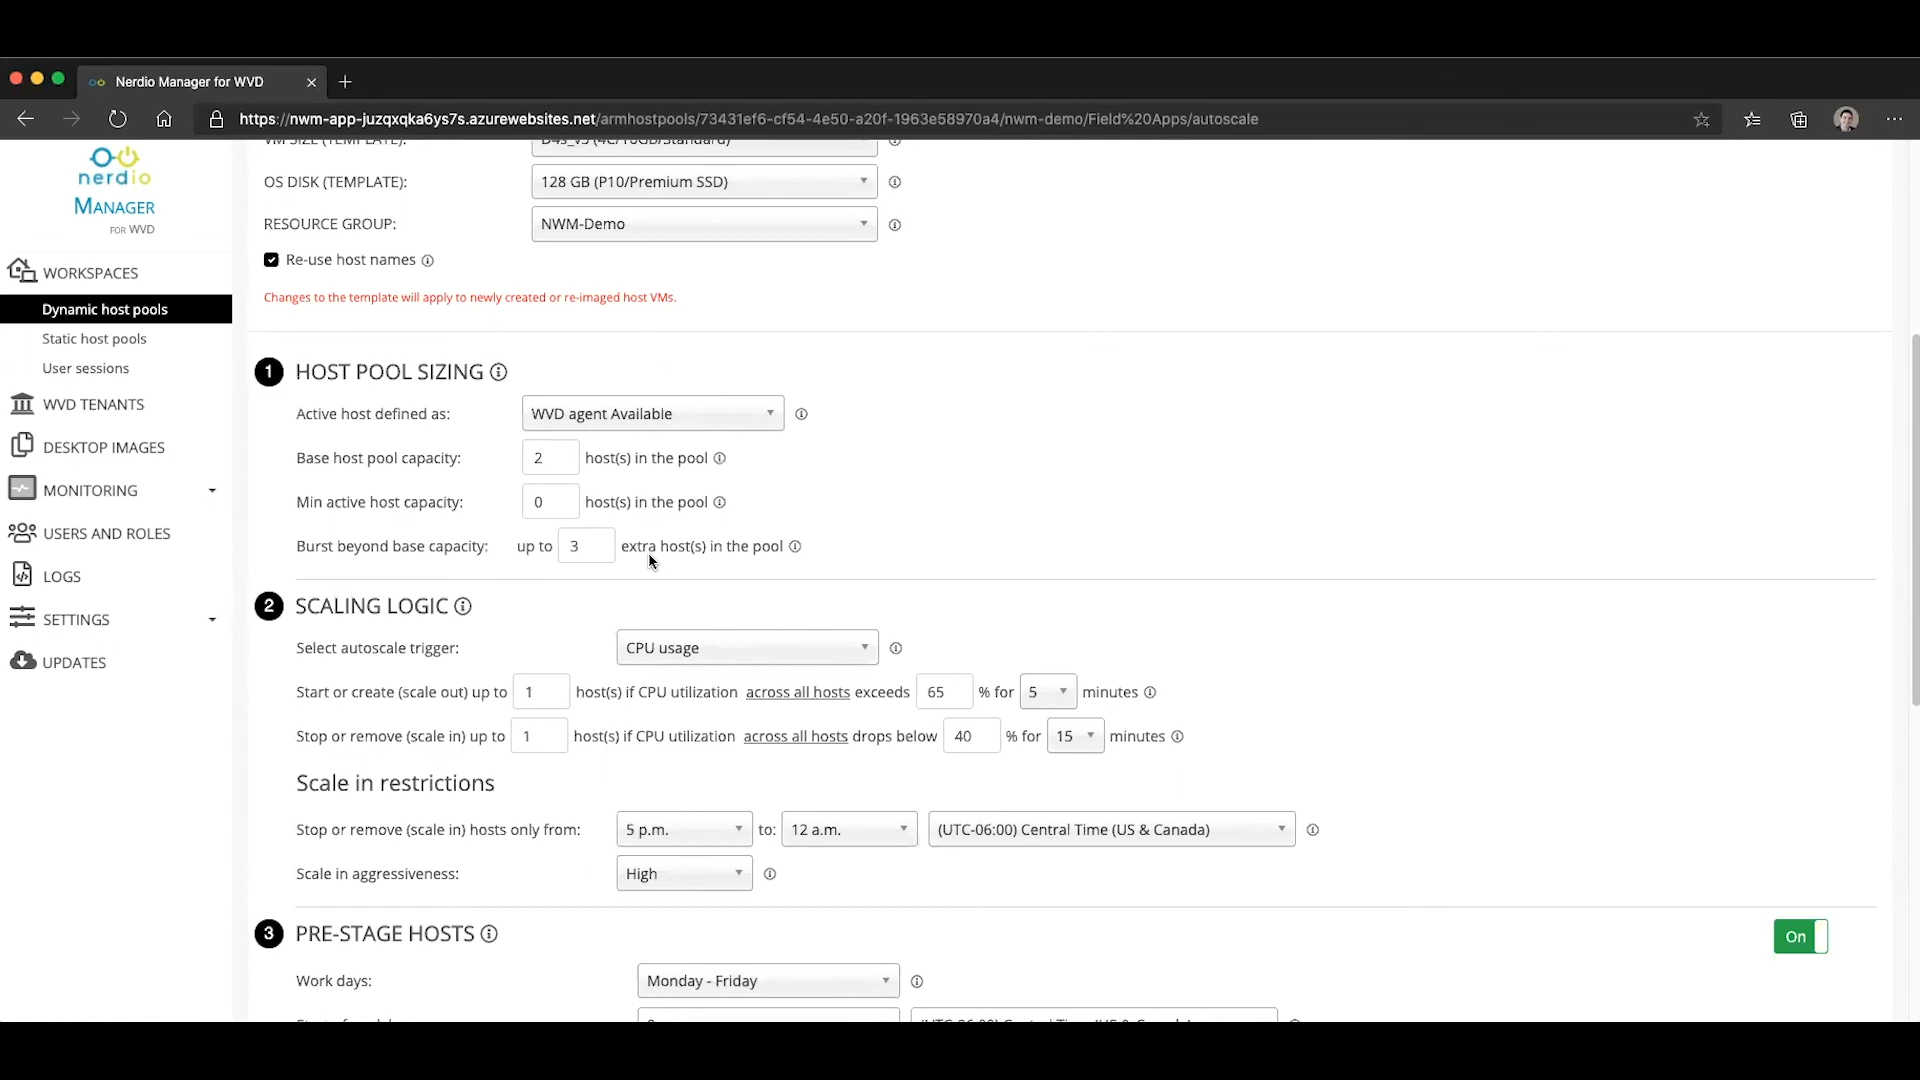 Nerdio Manager for WVD
https://nwm-app-juzqxqka6ys7s.azurewebsites.net/armhostpools/73431ef6-cf54-4e50-a20f-1963e58970a4/nwm-demo/Field%20Apps/autoscale
nerdio
MANAGER
FOR WVD
WORKSPACES
Dynamic host pools
Static host pools
User sessions
WVD TENANTS
DESKTOP IMAGES
MONITORING
USERS AND ROLES
LOGS
SETTINGS
UPDATES
VM SIZE (TEMPLATE): D4s_v3 (4C/16GB/Standard)
OS DISK (TEMPLATE): 128 GB (P10/Premium SSD)
RESOURCE GROUP: NWM-Demo
Re-use host names
Changes to the template will apply to newly created or re-imaged host VMs.
1 HOST POOL SIZING
Active host defined as: WVD agent Available
Base host pool capacity: 2 host(s) in the pool
Min active host capacity: 0 host(s) in the pool
Burst beyond base capacity: up to 3 extra host(s) in the pool
2 SCALING LOGIC
Select autoscale trigger: CPU usage
Start or create (scale out) up to 1 host(s) if CPU utilization across all hosts exceeds 65 % for 5 minutes
Stop or remove (scale in) up to 1 host(s) if CPU utilization across all hosts drops below 40 % for 15 minutes
Scale in restrictions
Stop or remove (scale in) hosts only from: 5 p.m. to: 12 a.m. (UTC-06:00) Central Time (US & Canada)
Scale in aggressiveness: High
3 PRE-STAGE HOSTS On
Work days: Monday - Friday